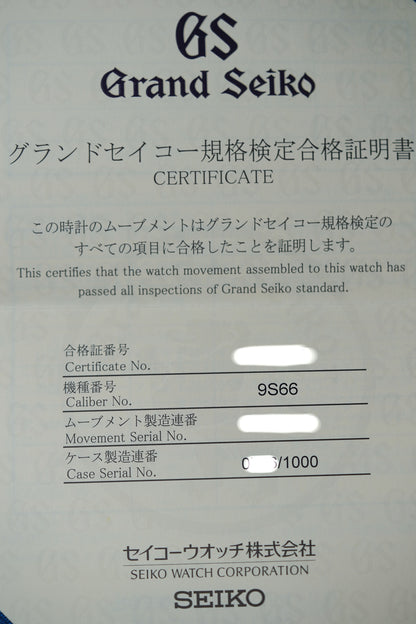 GS
Grand Seiko
グランドセイコー規格検定合格証明書
CERTIFICATE
この時計のムーブメントはグランドセイコー規格検定の
すべての項目に合格したことを証明します。
This certifies that the watch movement assembled to this watch has
passed all inspections of Grand Seiko standard.
合格証番号
Certificate No.
機種番号 9S66
Caliber No.
ムーブメント製造連番
Movement Serial No.
ケース製造連番 /1000
Case Serial No.
セイコーウオッチ株式会社
SEIKO WATCH CORPORATION
SEIKO